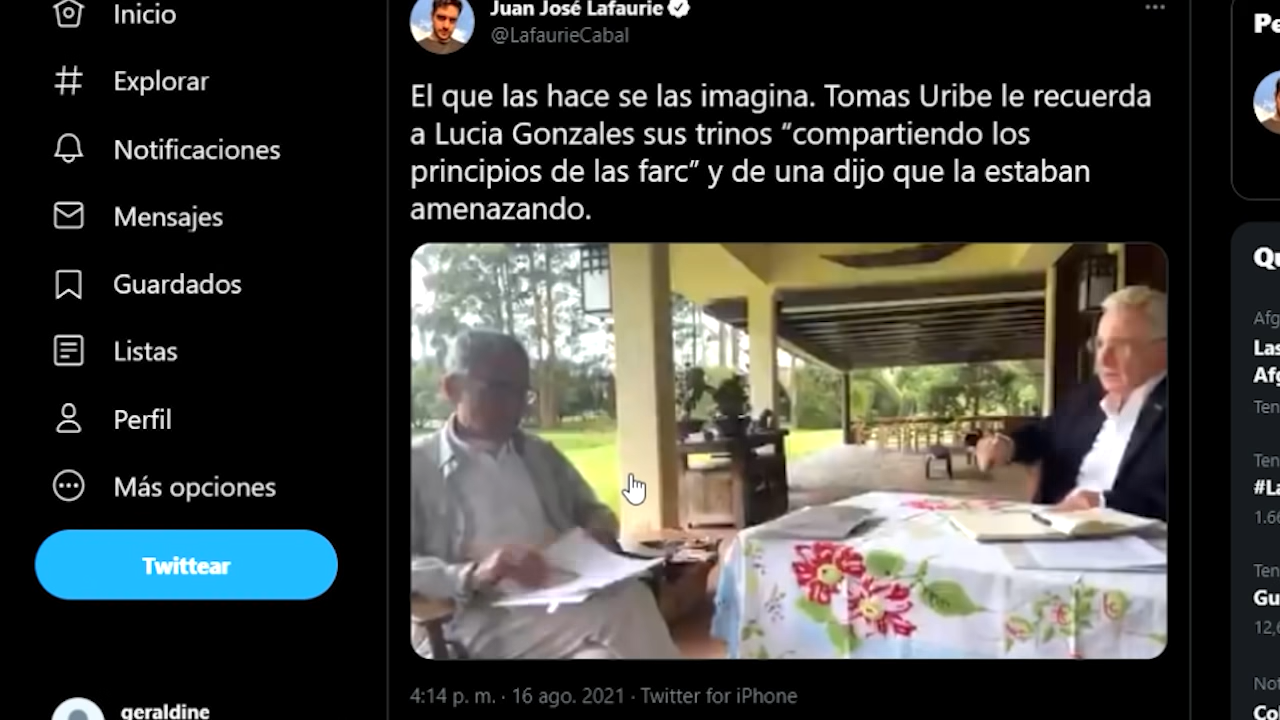 Inicio
Explorar
Notificaciones
Mensajes
Guardados
Listas
Perfil
Más opciones
Twittear
geraldine
Juan José Lafaurie
@LafaurieCabal
El que las hace se las imagina. Tomas Uribe le recuerda
a Lucia Gonzales sus trinos “compartiendo los
principios de las farc” y de una dijo que la estaban
amenazando.
4:14 p. m. · 16 ago. 2021 · Twitter for iPhone